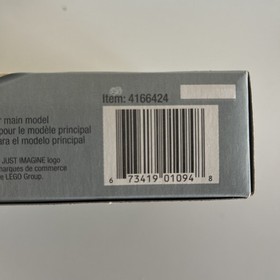 Item: 4166424
r main model
pour le modèle principal
ara el modelo principal
JUST IMAGINE logo
marques de commerce
LEGO Group.
6 73419 01094 8